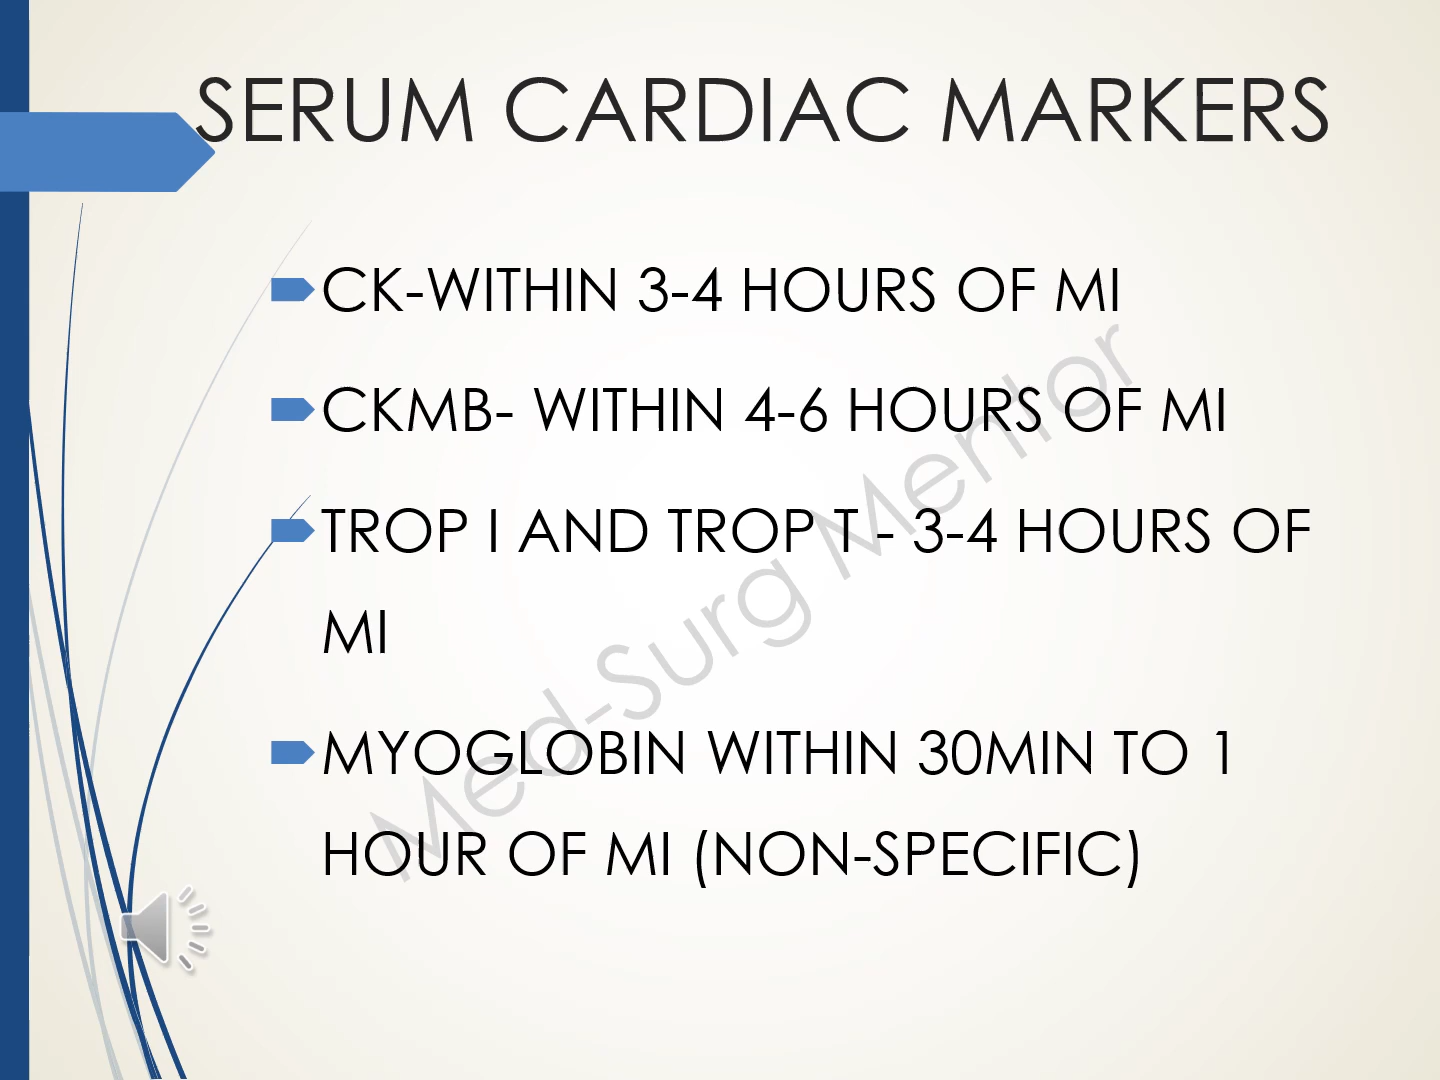 SERUM CARDIAC MARKERS
CK-WITHIN 3-4 HOURS OF MI
CKMB- WITHIN 4-6 HOURS OF MI
TROP I AND TROP T - 3-4 HOURS OF
MI
MYOGLOBIN WITHIN 30MIN TO 1
HOUR OF MI (NON-SPECIFIC)
Med-Surg Mentor